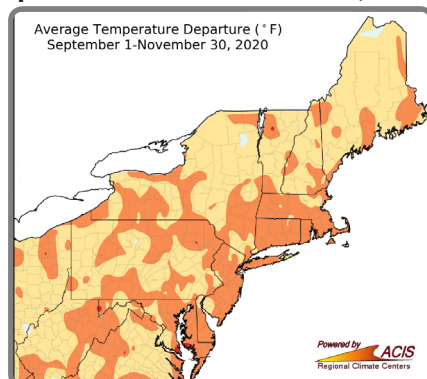 Average Temperature Departure (°F)
September 1-November 30, 2020
Powered by
ACIS
Regional Climate Centers